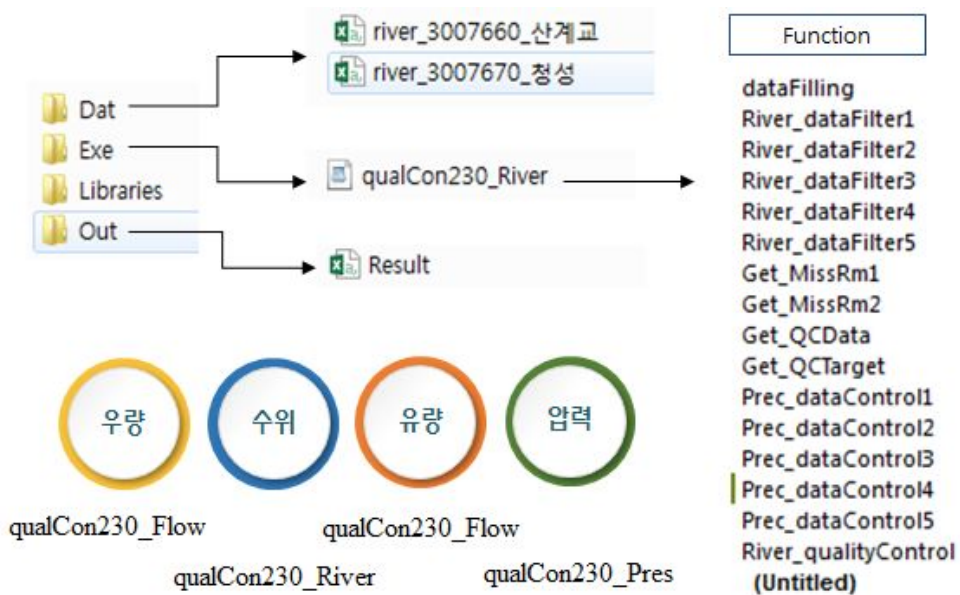 Dat
Exe
Libraries
Out
river_3007660_산계교
river_3007670_청성
qualCon230_River
Result
Function
dataFilling
River_dataFilter1
River_dataFilter2
River_dataFilter3
River_dataFilter4
River_dataFilter5
Get_MissRm1
Get_MissRm2
Get_QCData
Get_QCTarget
Prec_dataControl1
Prec_dataControl2
Prec_dataControl3
Prec_dataControl4
Prec_dataControl5
River_qualityControl
(Untitled)
우량
수위
유량
압력
qualCon230_Flow
qualCon230_River
qualCon230_Flow
qualCon230_Pres